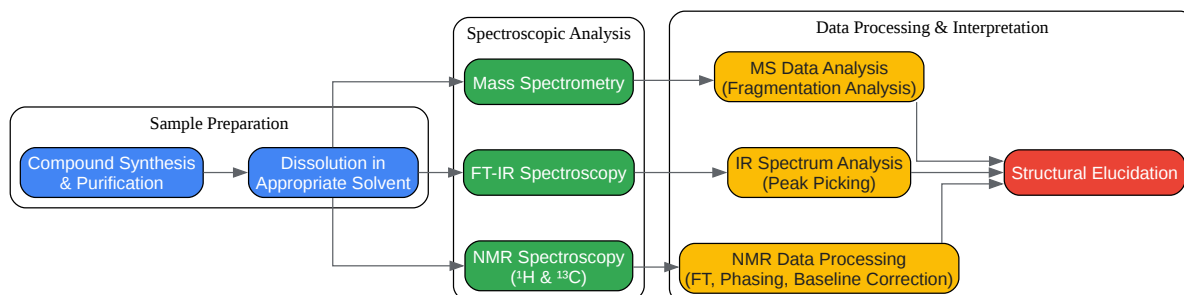 Sample Preparation
Compound Synthesis
& Purification
Dissolution in
Appropriate Solvent
Spectroscopic Analysis
Mass Spectrometry
FT-IR Spectroscopy
NMR Spectroscopy
(¹H & ¹³C)
Data Processing & Interpretation
MS Data Analysis
(Fragmentation Analysis)
IR Spectrum Analysis
(Peak Picking)
NMR Data Processing
(FT, Phasing, Baseline Correction)
Structural Elucidation